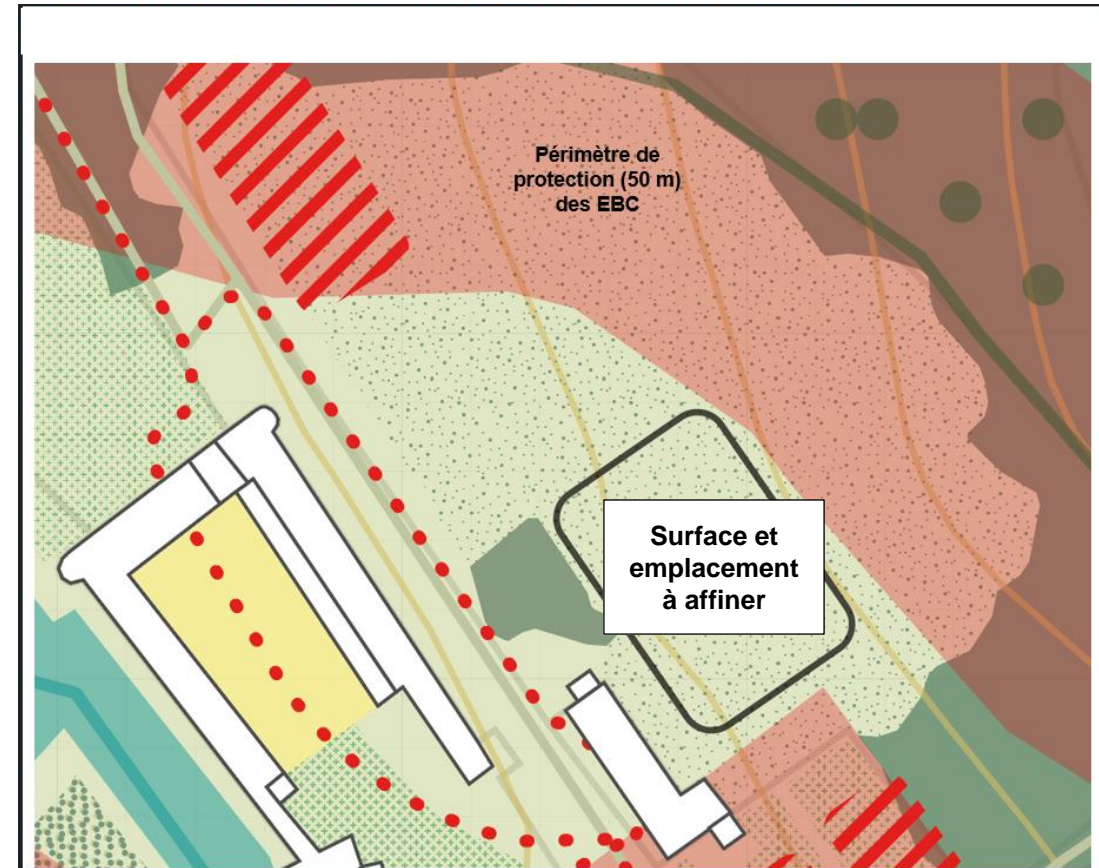 Périmètre de
protection (50 m)
des EBC
Surface et
emplacement
à affiner